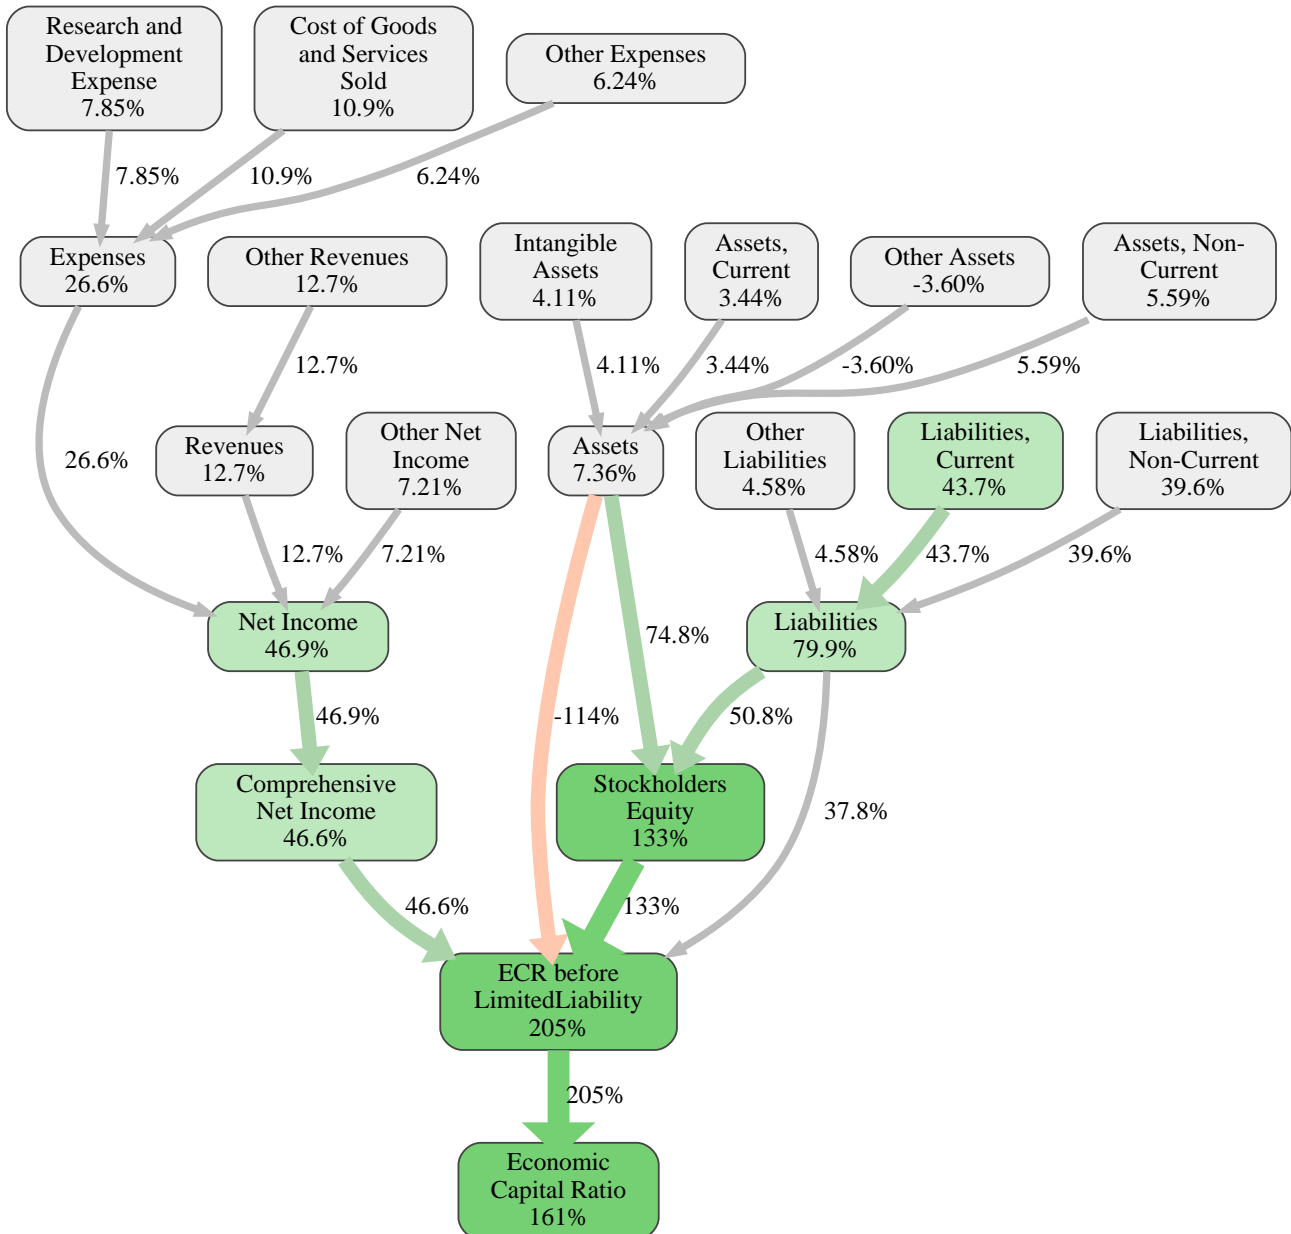 Research and
Development
Expense
7.85%
Cost of Goods
and Services
Sold
10.9%
Other Expenses
6.24%
7.85%
10.9%
6.24%
Expenses
26.6%
Other Revenues
12.7%
Intangible
Assets
4.11%
Assets,
Current
3.44%
Other Assets
-3.60%
Assets, Non-
Current
5.59%
12.7%
4.11%
3.44%
-3.60%
5.59%
26.6%
Revenues
12.7%
Other Net
Income
7.21%
Assets
7.36%
Other
Liabilities
4.58%
Liabilities,
Current
43.7%
Liabilities,
Non-Current
39.6%
12.7%
7.21%
4.58%
43.7%
39.6%
Net Income
46.9%
74.8%
Liabilities
79.9%
46.9%
-114%
50.8%
Comprehensive
Net Income
46.6%
Stockholders
Equity
133%
37.8%
46.6%
133%
ECR before
LimitedLiability
205%
205%
Economic
Capital Ratio
161%